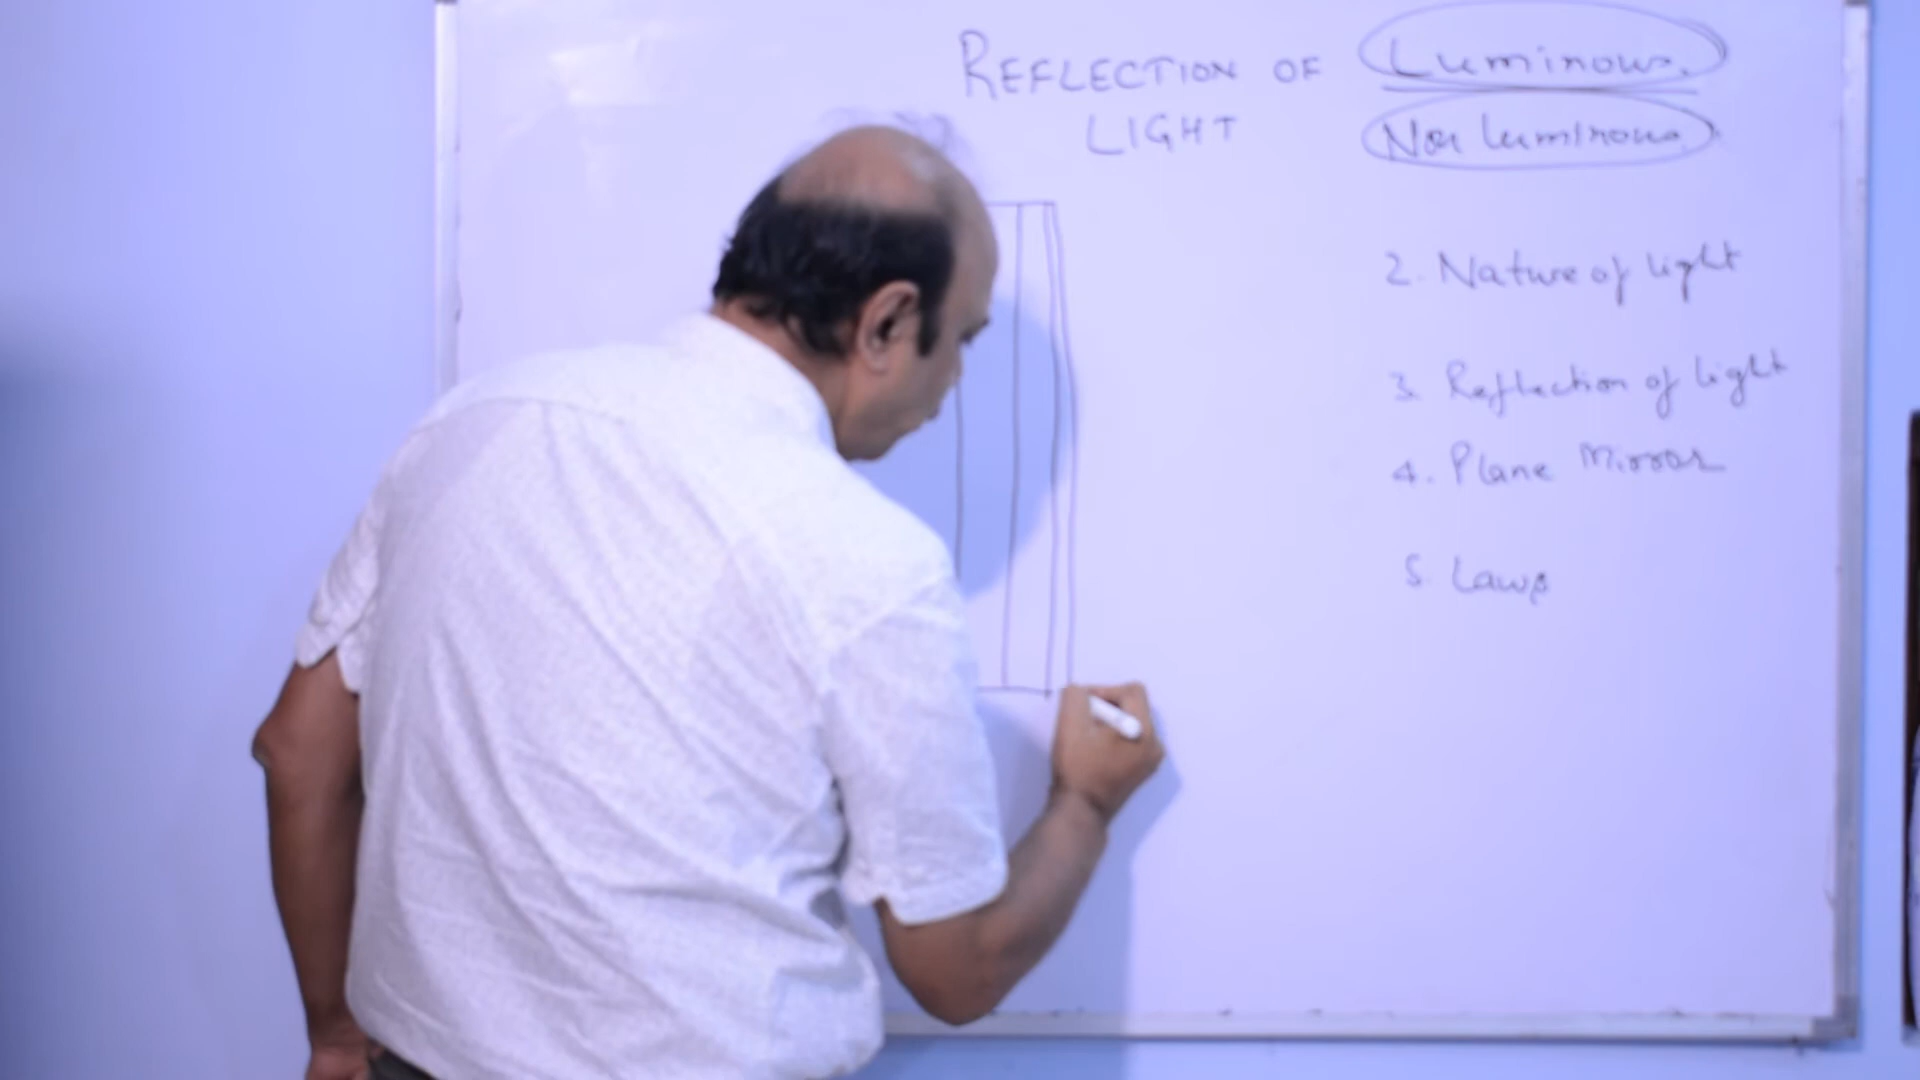 REFLECTION OF
LIGHT
Luminous.
Non luminous.
2. Nature of light
3. Reflection of light
4. Plane Mirror
5. Laws